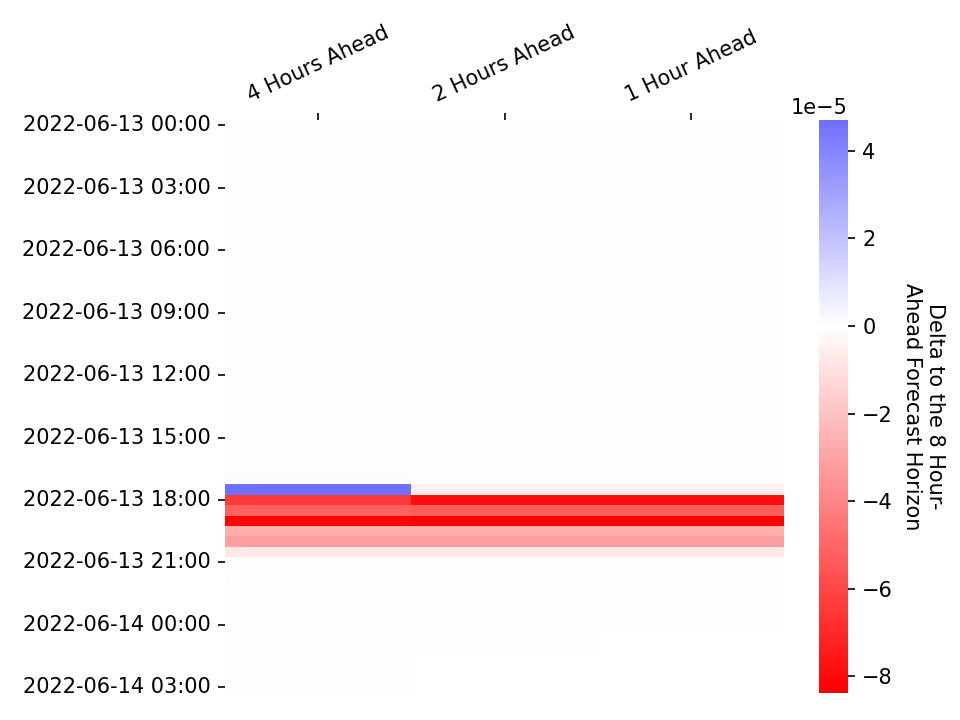 4 Hours Ahead
2 Hours Ahead
1 Hour Ahead
1e−5
2022-06-13 00:00
2022-06-13 03:00
2022-06-13 06:00
2022-06-13 09:00
2022-06-13 12:00
2022-06-13 15:00
2022-06-13 18:00
2022-06-13 21:00
2022-06-14 00:00
2022-06-14 03:00
4
2
0
−2
−4
−6
−8
Delta to the 8 Hour-
Ahead Forecast Horizon